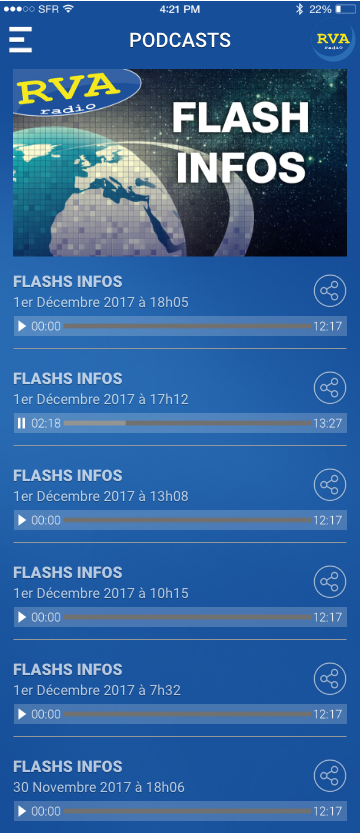 SFR 4:21 PM 22%
PODCASTS
RVA
radio
RVA
radio
FLASH
INFOS
FLASHS INFOS
1er Décembre 2017 à 18h05
00:00 12:17
FLASHS INFOS
1er Décembre 2017 à 17h12
02:18 13:27
FLASHS INFOS
1er Décembre 2017 à 13h08
00:00 12:17
FLASHS INFOS
1er Décembre 2017 à 10h15
00:00 12:17
FLASHS INFOS
1er Décembre 2017 à 7h32
00:00 12:17
FLASHS INFOS
30 Novembre 2017 à 18h06
00:00 12:17